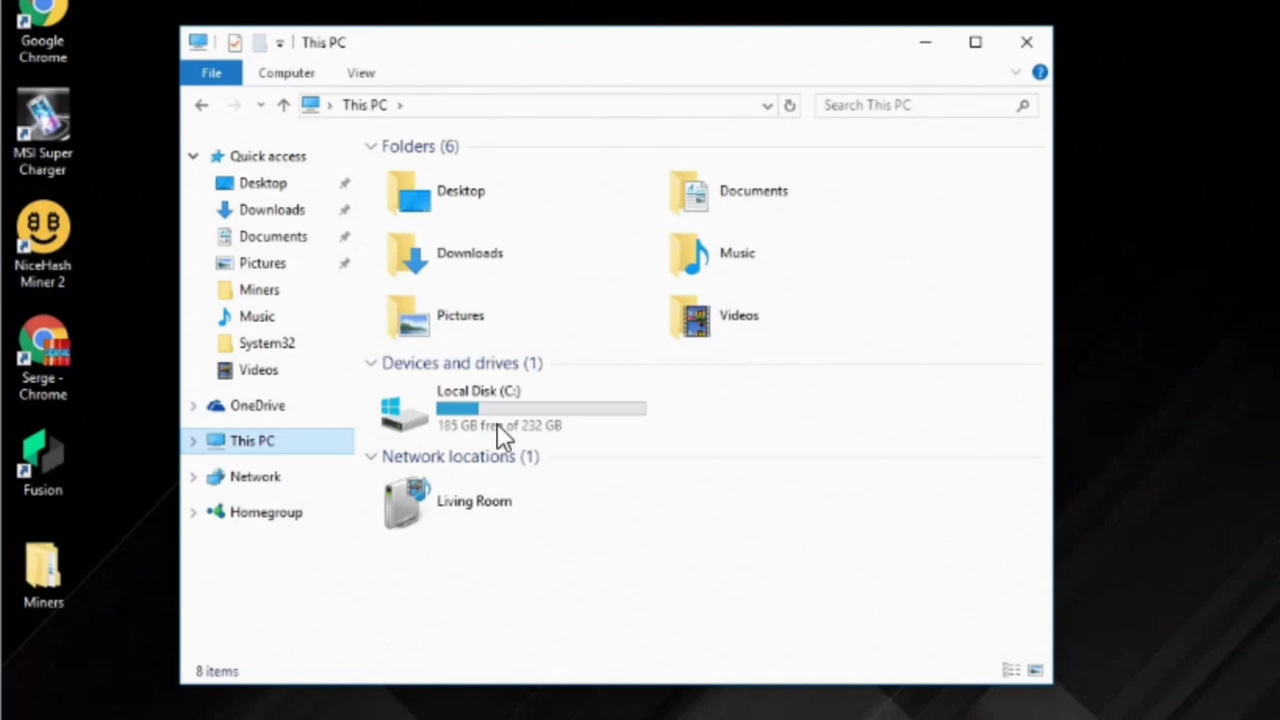 Google
Chrome
MSI Super
Charger
NiceHash
Miner 2
Serge -
Chrome
Fusion
Miners
This PC
File
Computer
View
This PC
Search This PC
Quick access
Desktop
Downloads
Documents
Pictures
Miners
Music
System32
Videos
OneDrive
This PC
Network
Homegroup
Folders (6)
Desktop
Documents
Downloads
Music
Pictures
Videos
Devices and drives (1)
Local Disk (C:)
185 GB free of 232 GB
Network locations (1)
Living Room
8 items